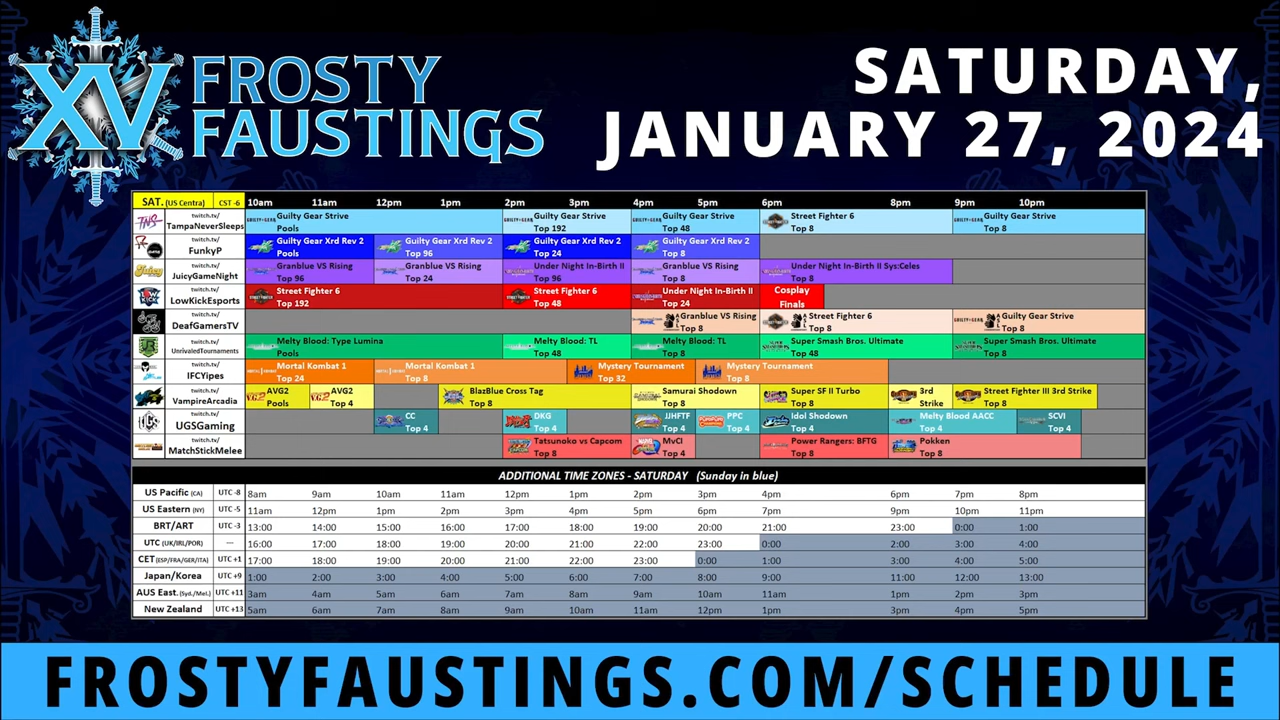 XV FROSTY
FAUSTINGS
SATURDAY,
JANUARY 27, 2024
SAT. (US Centra) CST -6 10am 11am 12pm 1pm 2pm 3pm 4pm 5pm 6pm 9pm 10pm
twitch.tv/
TampaNeverSleeps
Guilty Gear Strive
Pools
Guilty Gear Strive
Top 192
Guilty Gear Strive
Top 48
Street Fighter 6
Top 8
Guilty Gear Strive
Top 8
twitch.tv/
FunkyP
Guilty Gear Xrd Rev 2
Pools
Guilty Gear Xrd Rev 2
Top 96
Guilty Gear Xrd Rev 2
Top 24
Guilty Gear Xrd Rev 2
Top 8
twitch.tv/
JuicyGameNight
Granblue VS Rising
Top 96
Granblue VS Rising
Top 24
Under Night In-Birth II
Top 96
Granblue VS Rising
Top 8
Under Night In-Birth II Sys:Celes
Top 8
twitch.tv/
LowKickEsports
Street Fighter 6
Top 192
Street Fighter 6
Top 48
Under Night In-Birth II
Top 24
Cosplay
Finals
twitch.tv/
DeafGamersTV
Granblue VS Rising
Top 8
Street Fighter 6
Top 8
Guilty Gear Strive
Top 8
twitch.tv/
UnrivaledTournaments
Melty Blood: Type Lumina
Pools
Melty Blood: TL
Top 48
Melty Blood: TL
Top 8
Super Smash Bros. Ultimate
Top 48
Super Smash Bros. Ultimate
Top 8
twitch.tv/
IFCYipes
Mortal Kombat 1
Top 24
Mortal Kombat 1
Top 8
Mystery Tournament
Top 32
Mystery Tournament
Top 8
twitch.tv/
VampireArcadia
AVG2
Pools
AVG2
Top 4
BlazBlue Cross Tag
Top 8
Samurai Shodown
Top 8
Super SF II Turbo
Top 8
3rd
Strike
Street Fighter III 3rd Strike
Top 8
twitch.tv/
UGSGaming
CC
Top 4
DKG
Top 4
JJHFTF
Top 4
PPC
Top 4
Idol Shodown
Top 4
Melty Blood AACC
Top 4
SCVI
Top 4
twitch.tv/
MatchStickMelee
Tatsunoko vs Capcom
Top 8
MvCI
Top 4
Power Rangers: BFTG
Top 8
Pokken
Top 8
ADDITIONAL TIME ZONES - SATURDAY (Sunday in blue)
US Pacific (CA) UTC -8 8am 9am 10am 11am 12pm 1pm 2pm 3pm 4pm 6pm 7pm 8pm
US Eastern (NY) UTC -5 11am 12pm 1pm 2pm 3pm 4pm 5pm 6pm 7pm 9pm 10pm 11pm
BRT/ART UTC -3 13:00 14:00 15:00 16:00 17:00 18:00 19:00 20:00 21:00 23:00 0:00 1:00
UTC (UK/IRL/POR) --- 16:00 17:00 18:00 19:00 20:00 21:00 22:00 23:00 0:00 2:00 3:00 4:00
CET (ESP/FRA/GER/ITA) UTC +1 17:00 18:00 19:00 20:00 21:00 22:00 23:00 0:00 1:00 3:00 4:00 5:00
Japan/Korea UTC +9 1:00 2:00 3:00 4:00 5:00 6:00 7:00 8:00 9:00 11:00 12:00 13:00
AUS East. (Syd./Mel.) UTC +11 3am 4am 5am 6am 7am 8am 9am 10am 11am 1pm 2pm 3pm
New Zealand UTC +13 5am 6am 7am 8am 9am 10am 11am 12pm 1pm 3pm 4pm 5pm
FROSTYFAUSTINGS.COM/SCHEDULE